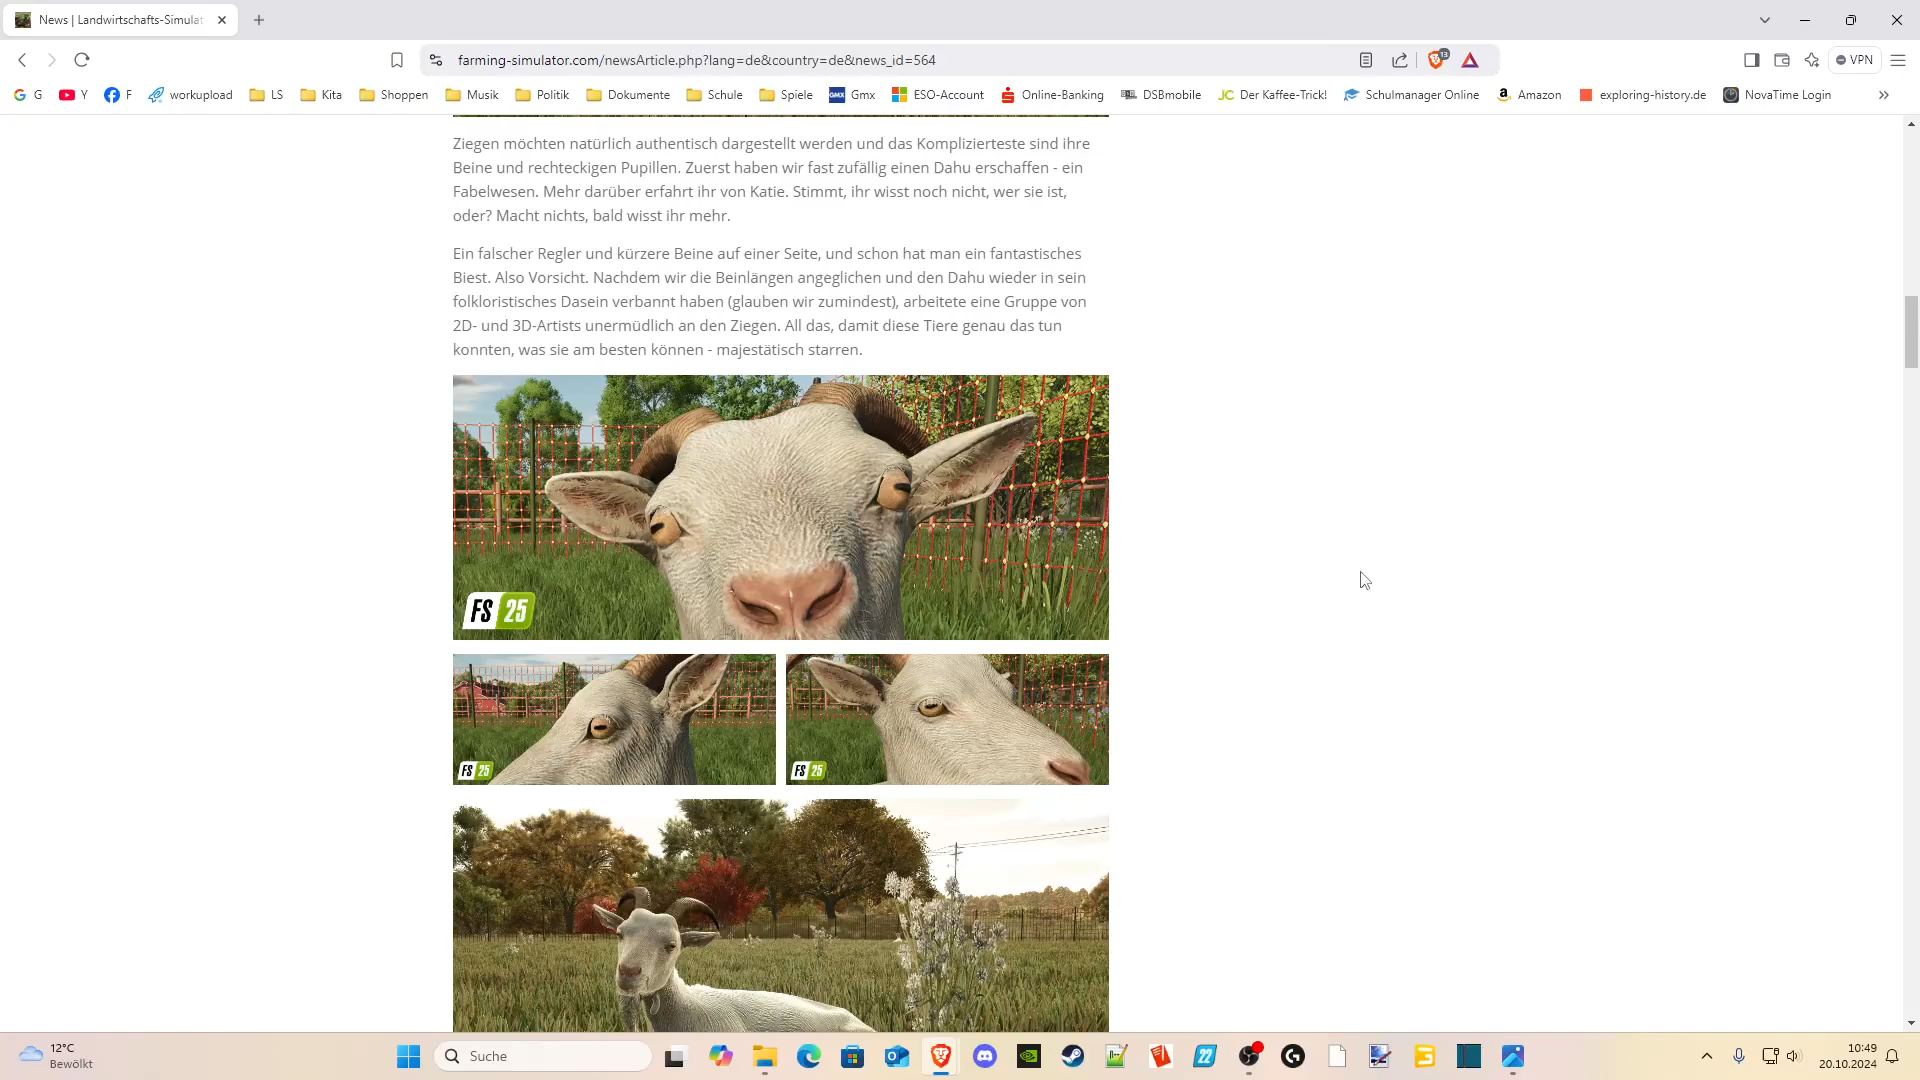 News | Landwirtschafts-Simulat
farming-simulator.com/newsArticle.php?lang=de&country=de&news_id=564
13
VPN
G
Y
F
workupload
LS
Kita
Shoppen
Musik
Politik
Dokumente
Schule
Spiele
GMX
Gmx
ESO-Account
Online-Banking
DSBmobile
JC
Der Kaffee-Trick!
Schulmanager Online
Amazon
exploring-history.de
NovaTime Login
Ziegen möchten natürlich authentisch dargestellt werden und das Komplizierteste sind ihre
Beine und rechteckigen Pupillen. Zuerst haben wir fast zufällig einen Dahu erschaffen - ein
Fabelwesen. Mehr darüber erfahrt ihr von Katie. Stimmt, ihr wisst noch nicht, wer sie ist,
oder? Macht nichts, bald wisst ihr mehr.
Ein falscher Regler und kürzere Beine auf einer Seite, und schon hat man ein fantastisches
Biest. Also Vorsicht. Nachdem wir die Beinlängen angeglichen und den Dahu wieder in sein
folkloristisches Dasein verbannt haben (glauben wir zumindest), arbeitete eine Gruppe von
2D- und 3D-Artists unermüdlich an den Ziegen. All das, damit diese Tiere genau das tun
konnten, was sie am besten können - majestätisch starren.
FS 25
FS 25
FS 25
12°C
Bewölkt
Suche
22
10:49
20.10.2024